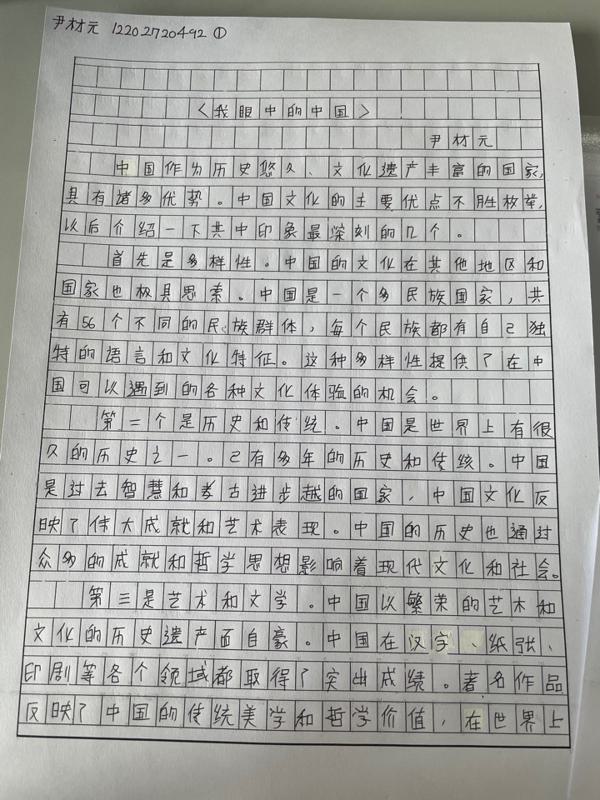 尹材元 12202720492 ①
〈我眼中的中国〉
尹材元
中国作为历史悠久、文化遗产丰富的国家,
具有诸多优势。中国文化的主要优点不胜枚举,
以后介绍一下其中印象最深刻的几个。
首先是多样性。中国的文化在其他地区和
国家也极具思索。中国是一个多民族国家,共
有56个不同的民族群体,每个民族都有自己独
特的语言和文化特征。这种多样性提供了在中
国可以遇到的各种文化体验的机会。
第二个是历史和传统。中国是世界上有很
久的历史之一。已有多年的历史和传统。中国
是过去智慧和考古进步越的国家,中国文化反
映了伟大成就和艺术表现。中国的历史也通过
众多的成就和哲学思想影响着现代文化和社会。
第三是艺术和文学。中国以繁荣的艺术和
文化的历史遗产而自豪。中国在汉字、纸张、
印刷等各个领域都取得了突出成绩。著名作品
反映了中国的传统美学和哲学价值,在世界上